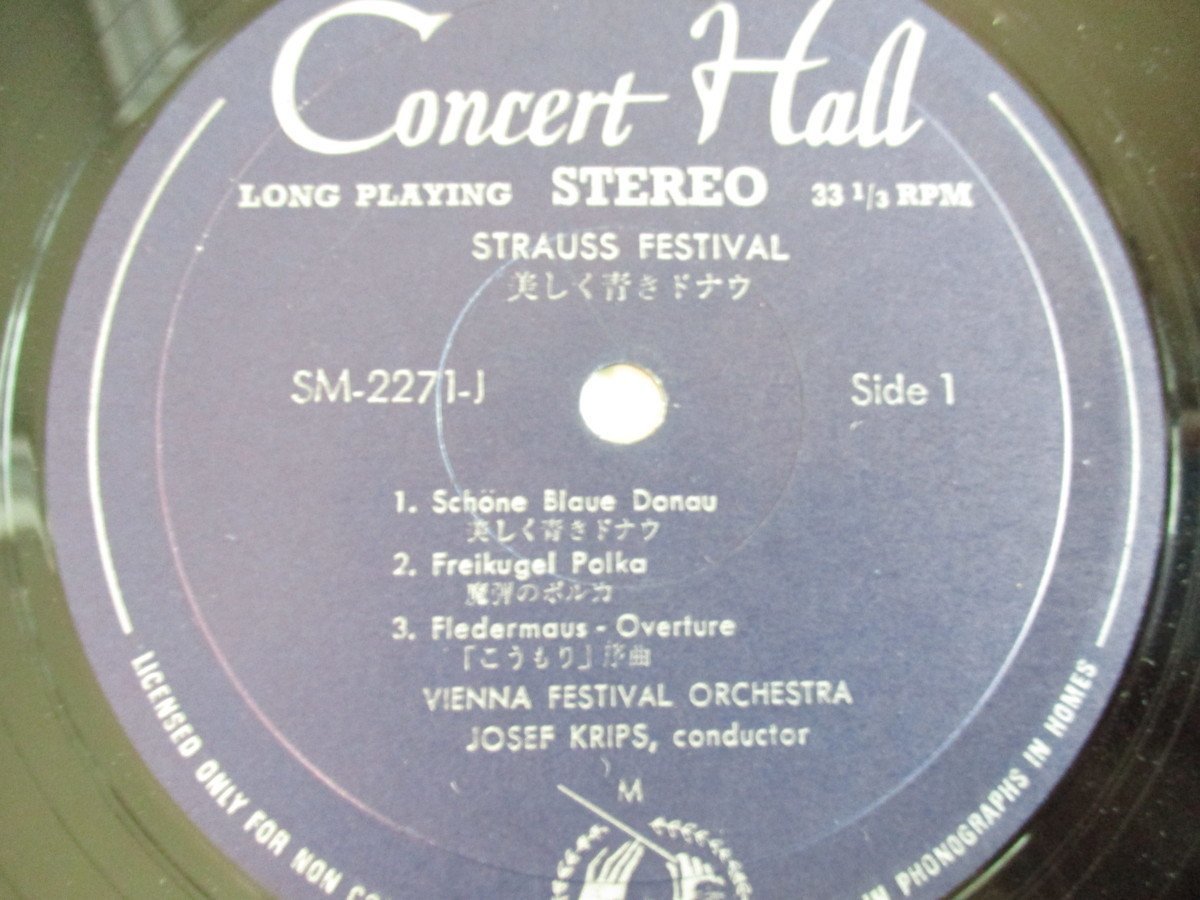 Concert Hall
LONG PLAYING STEREO 33 1/3 RPM
STRAUSS FESTIVAL
美しく青きドナウ
SM-2271-J
Side 1
1. Schöne Blaue Donau
美しく青きドナウ
2. Freikugel Polka
魔弾のポルカ
3. Fledermaus - Overture
「こうもり」序曲
VIENNA FESTIVAL ORCHESTRA
JOSEF KRIPS, conductor
M
LICENSED ONLY FOR NON
IN PHONOGRAPHS IN HOMES